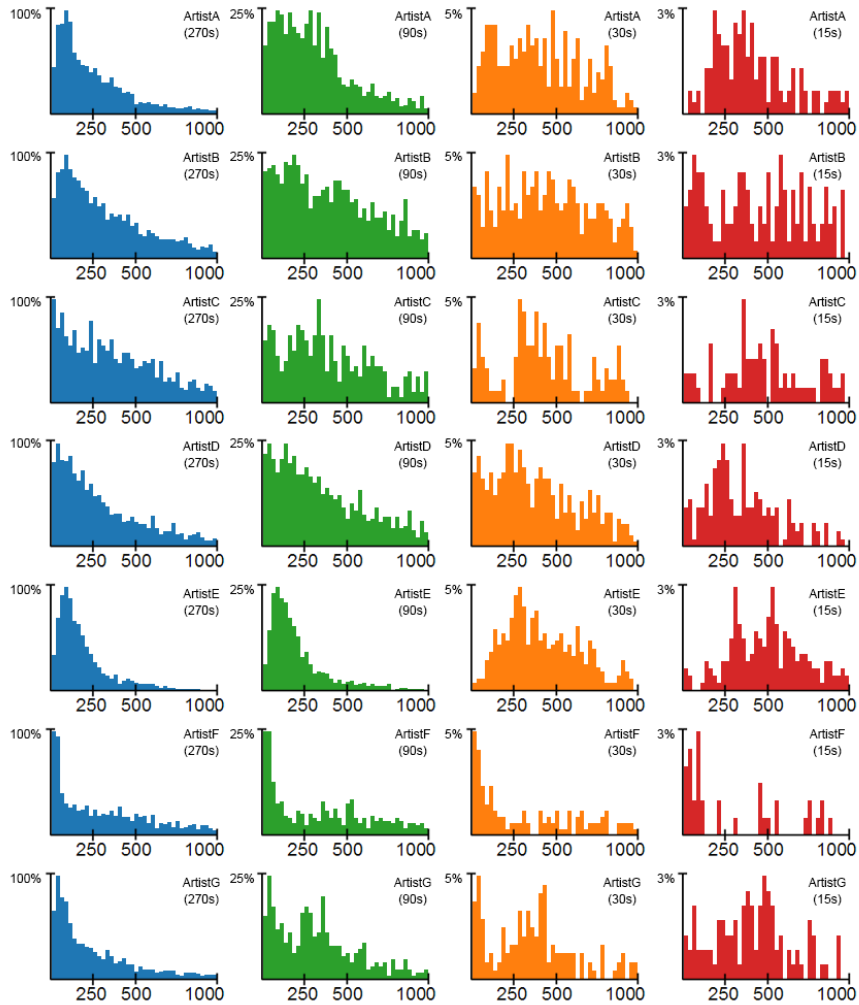 100% ArtistA 25% ArtistA 5% ArtistA 3% ArtistA
(270s) (90s) (30s) (15s)
250 500 1000 250 500 1000 250 500 1000 250 500 1000
100% ArtistB 25% ArtistB 5% ArtistB 3% ArtistB
(270s) (90s) (30s) (15s)
250 500 1000 250 500 1000 250 500 1000 250 500 1000
100% ArtistC 25% ArtistC 5% ArtistC 3% ArtistC
(270s) (90s) (30s) (15s)
250 500 1000 250 500 1000 250 500 1000 250 500 1000
100% ArtistD 25% ArtistD 5% ArtistD 3% ArtistD
(270s) (90s) (30s) (15s)
250 500 1000 250 500 1000 250 500 1000 250 500 1000
100% ArtistE 25% ArtistE 5% ArtistE 3% ArtistE
(270s) (90s) (30s) (15s)
250 500 1000 250 500 1000 250 500 1000 250 500 1000
100% ArtistF 25% ArtistF 5% ArtistF 3% ArtistF
(270s) (90s) (30s) (15s)
250 500 1000 250 500 1000 250 500 1000 250 500 1000
100% ArtistG 25% ArtistG 5% ArtistG 3% ArtistG
(270s) (90s) (30s) (15s)
250 500 1000 250 500 1000 250 500 1000 250 500 1000